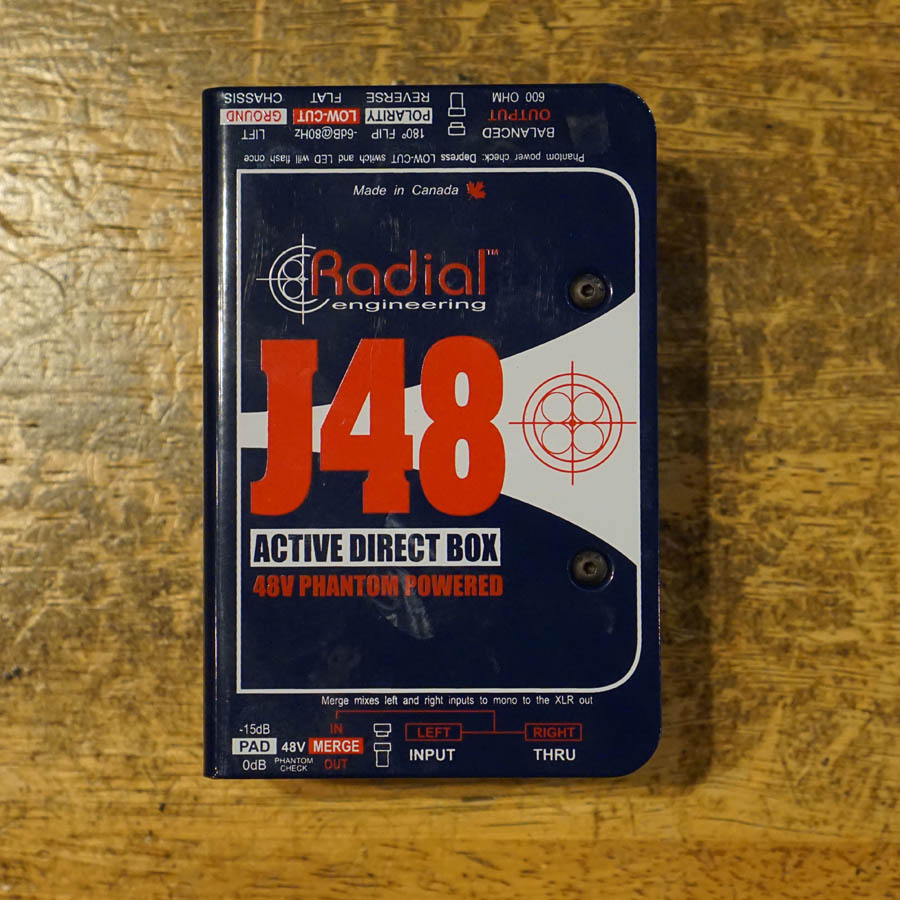 Phantom power check: Depress LOW-CUT switch and LED will flash once
BALANCED 180° FLIP -6dB@80Hz LIFT
OUTPUT POLARITY LOW-CUT GROUND
600 OHM REVERSE FLAT CHASSIS
Made in Canada
Radial™
engineering
J48
ACTIVE DIRECT BOX
48V PHANTOM POWERED
Merge mixes left and right inputs to mono to the XLR out
-15dB IN LEFT RIGHT
PAD 48V MERGE INPUT THRU
0dB PHANTOM CHECK OUT